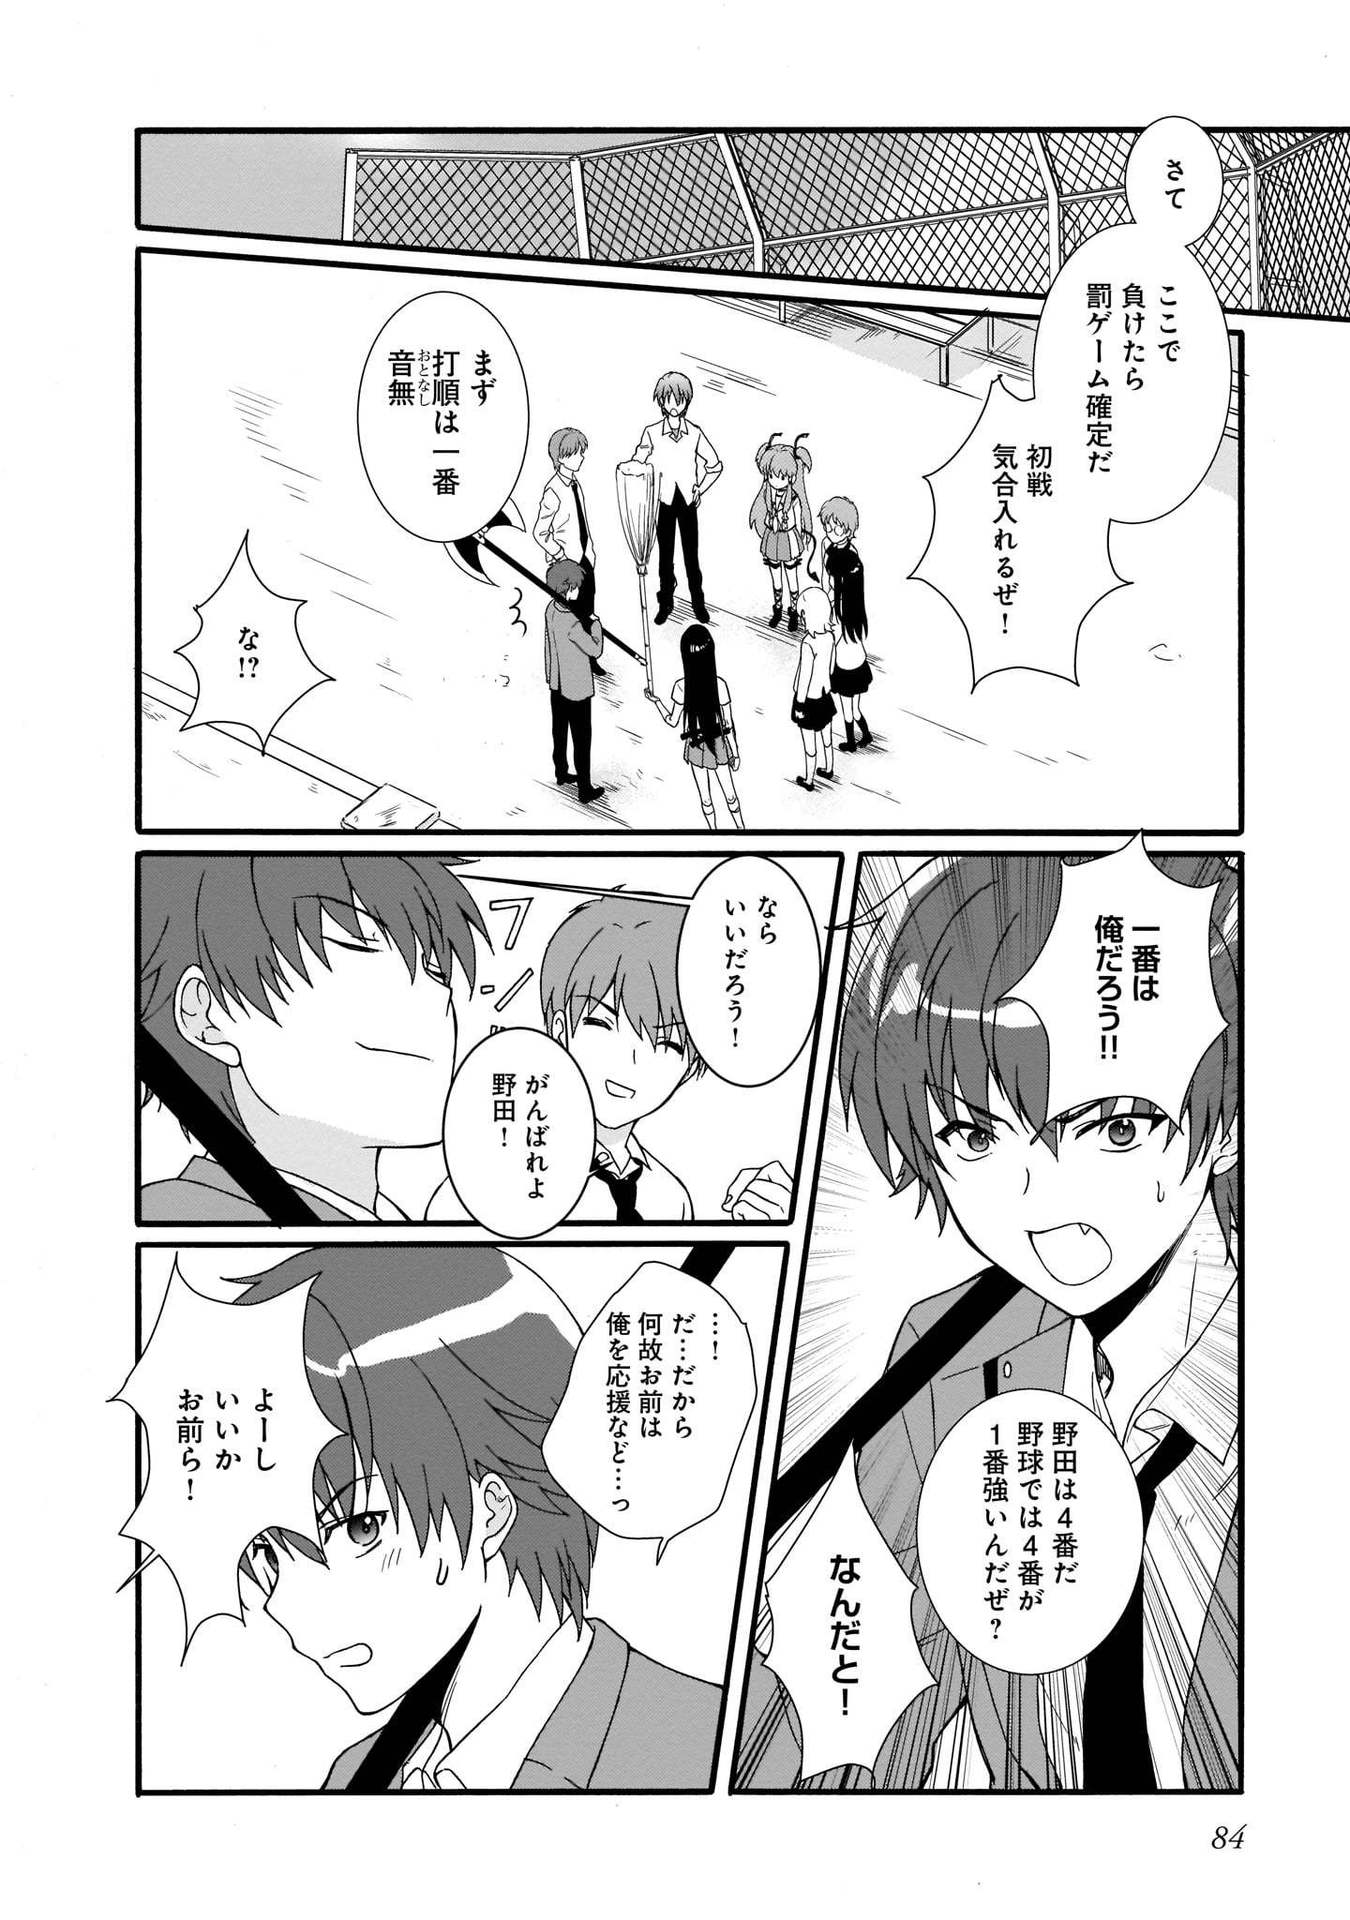 さて
ここで
負けたら
罰ゲーム確定だ
初戦
気合入れるぜ！
まず
打順は一番
音無
おとなし
な!?
一番は
俺だろう!!
野田は4番だ
野球では4番が
1番強いんだぜ？
なんだと！
なら
いいだろう！
フンッ
がんばれよ
野田！
…！
だ…だから
何故お前は
俺を応援など…っ
よーし
いいか
お前ら！
84